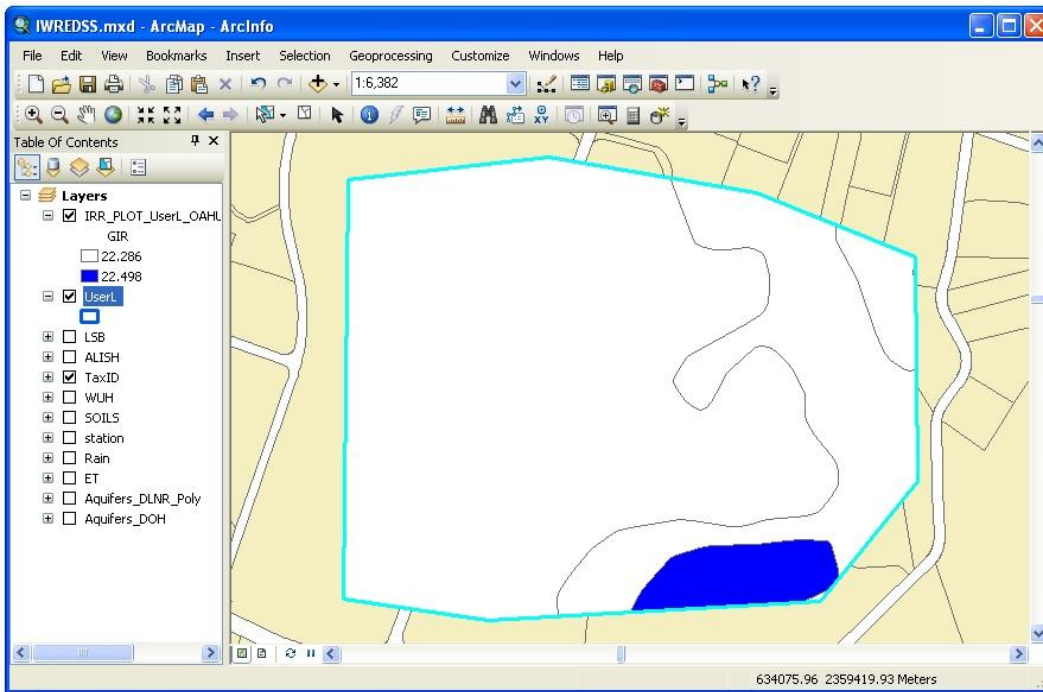 IWREDSS.mxd - ArcMap - ArcInfo
File Edit View Bookmarks Insert Selection Geoprocessing Customize Windows Help
1:6,382
Table Of Contents
Layers
IRR_PLOT_UserL_OAHU
GIR
22.286
22.498
UserL
LSB
ALISH
TaxID
WUH
SOILS
station
Rain
ET
Aquifers_DLNR_Poly
Aquifers_DOH
634075.96 2359419.93 Meters